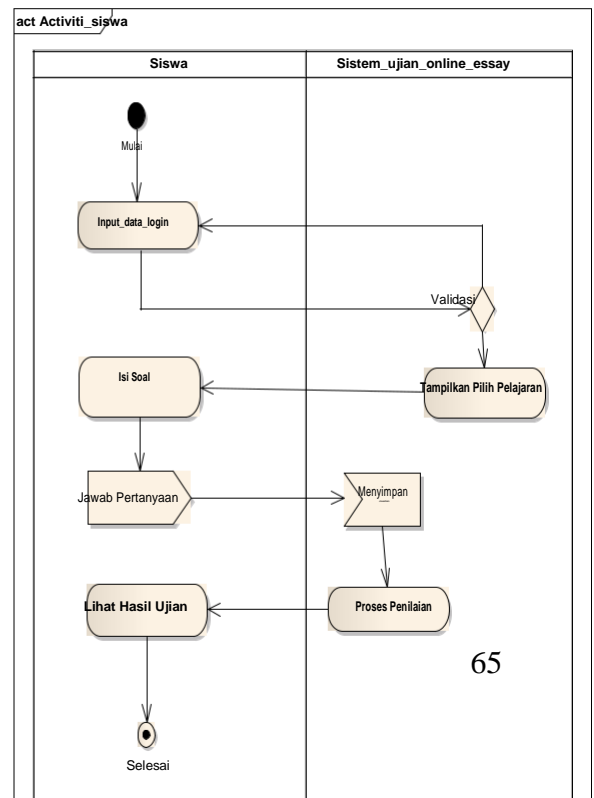 act Activiti_siswa
Siswa
Sistem_ujian_online_essay
Mulai
Input_data_login
Validasi
Isi Soal
Tampilkan Pilih Pelajaran
Jawab Pertanyaan
Menyimpan
Lihat Hasil Ujian
Proses Penilaian
65
Selesai